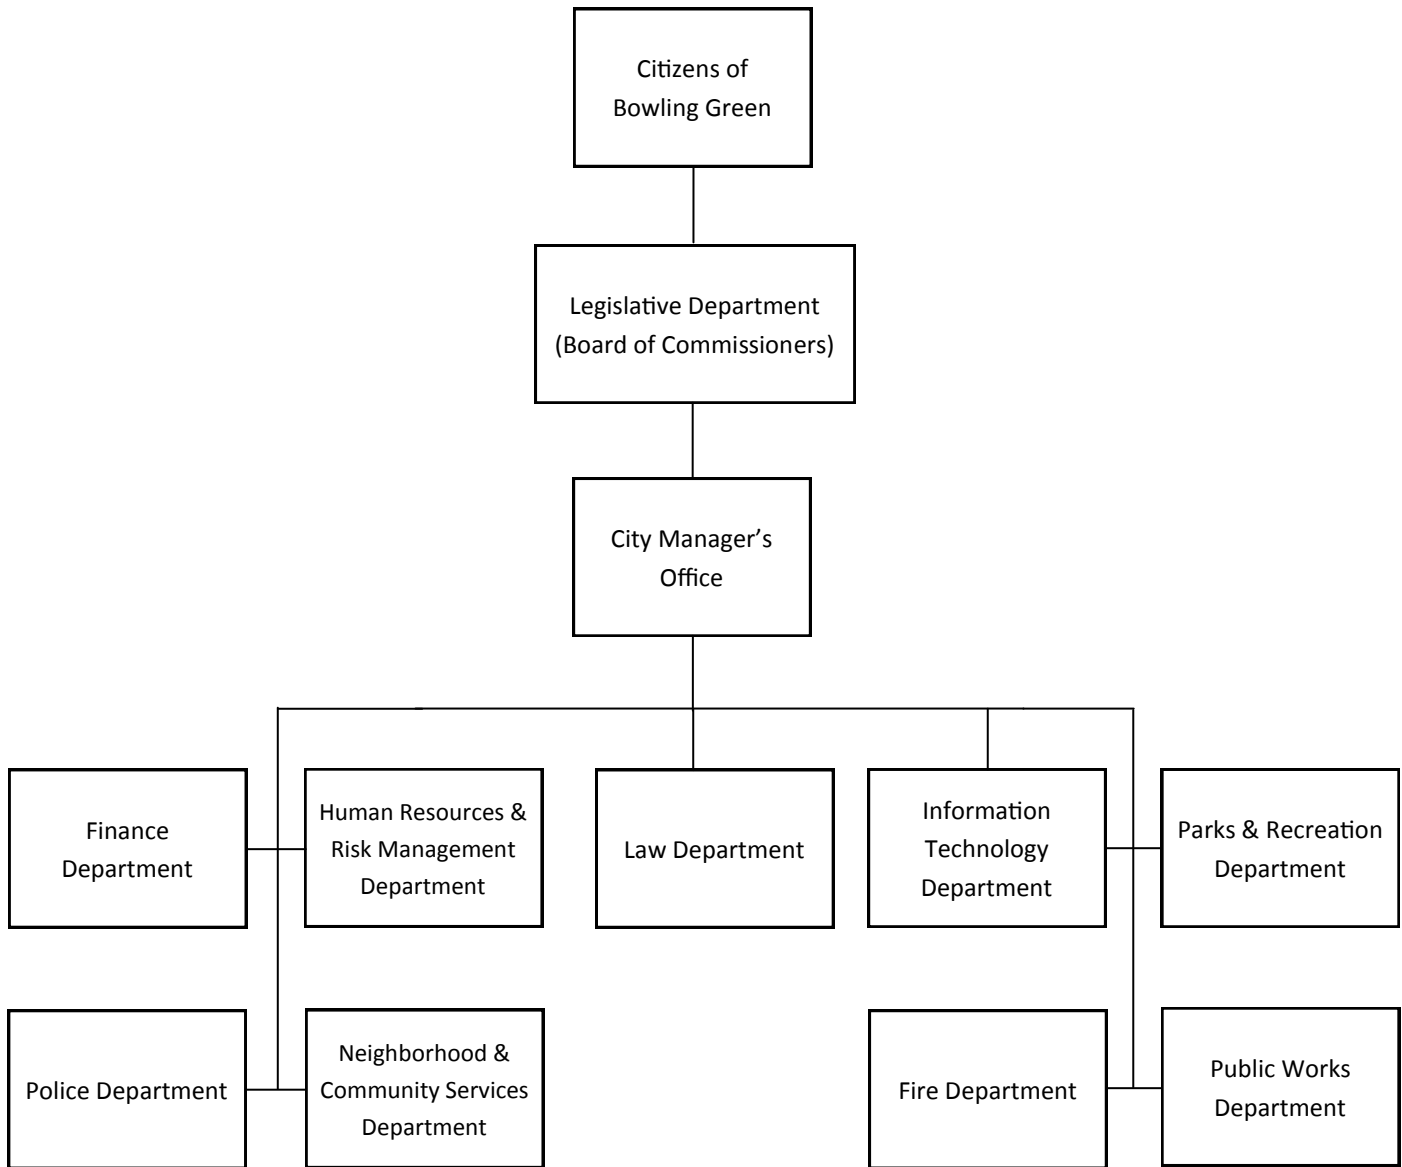 Citizens of
Bowling Green
Legislative Department
(Board of Commissioners)
City Manager’s
Office
Finance
Department
Human Resources &
Risk Management
Department
Law Department
Information
Technology
Department
Parks & Recreation
Department
Police Department
Neighborhood &
Community Services
Department
Fire Department
Public Works
Department